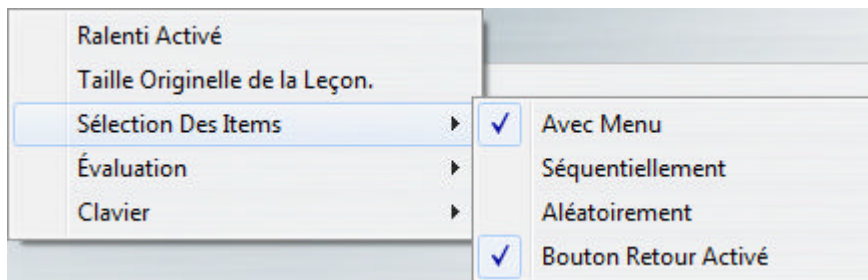 Ralenti Activé
Taille Originelle de la Leçon.
Sélection Des Items
Évaluation
Clavier
Avec Menu
Séquentiellement
Aléatoirement
Bouton Retour Activé